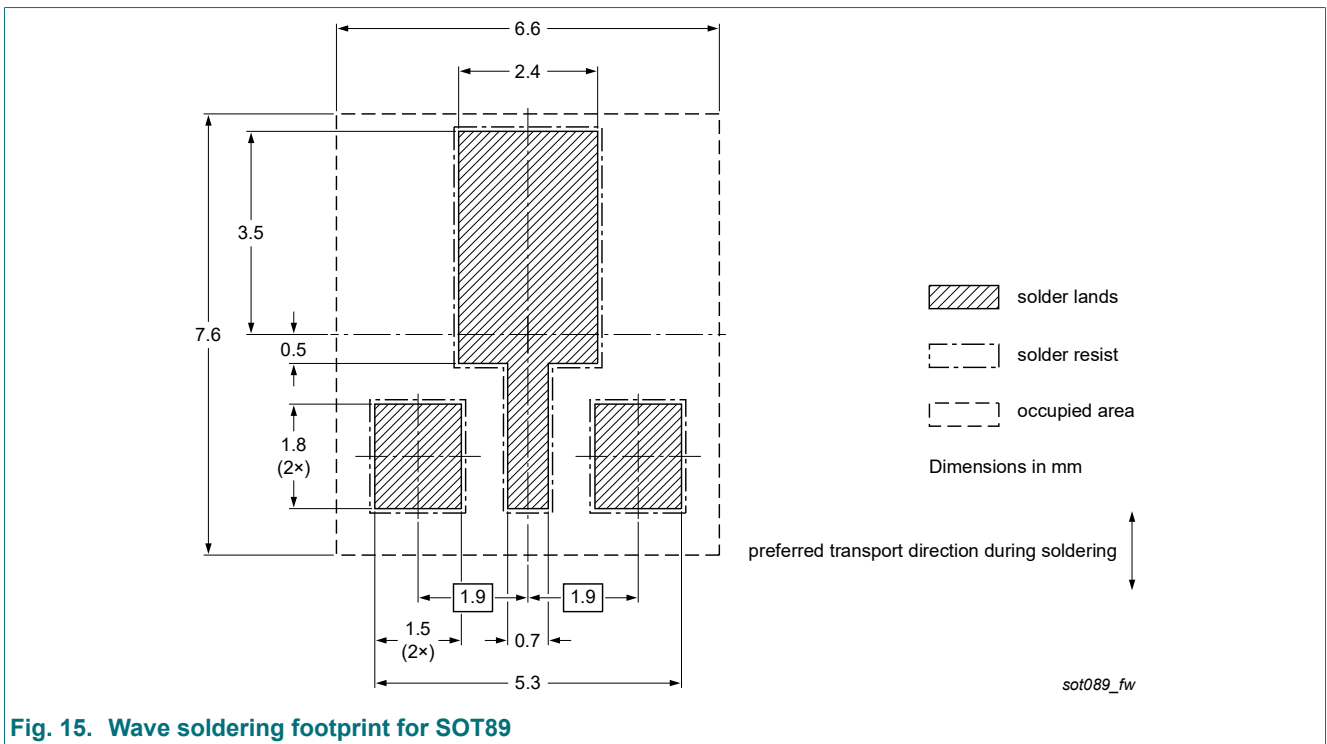 6.6
2.4
3.5
7.6
0.5
1.8
(2×)
solder lands
solder resist
occupied area
Dimensions in mm
preferred transport direction during soldering
1.9
1.9
1.5
(2×)
0.7
5.3
sot089_fw
Fig. 15. Wave soldering footprint for SOT89